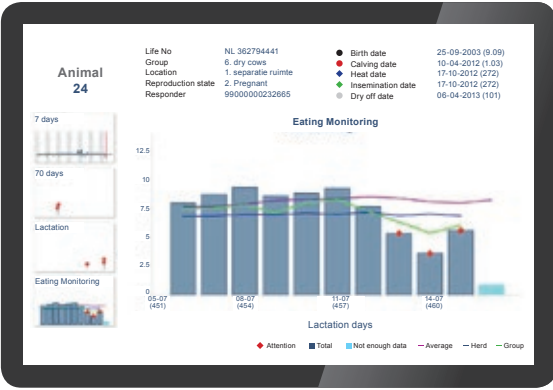 Animal
24
Life No NL 362794441
Group 6. dry cows
Location 1. separatie ruimte
Reproduction state 2. Pregnant
Responder 99000000232665
Birth date 25-09-2003 (9.09)
Calving date 10-04-2012 (1.03)
Heat date 17-10-2012 (272)
Insemination date 17-10-2012 (272)
Dry off date 06-04-2013 (101)
7 days
70 days
Lactation
Eating Monitoring
Eating Monitoring
12.5
10
7.5
5
2.5
0
05-07 08-07 11-07 14-07
(451) (454) (457) (460)
Lactation days
Attention Total Not enough data Average Herd Group